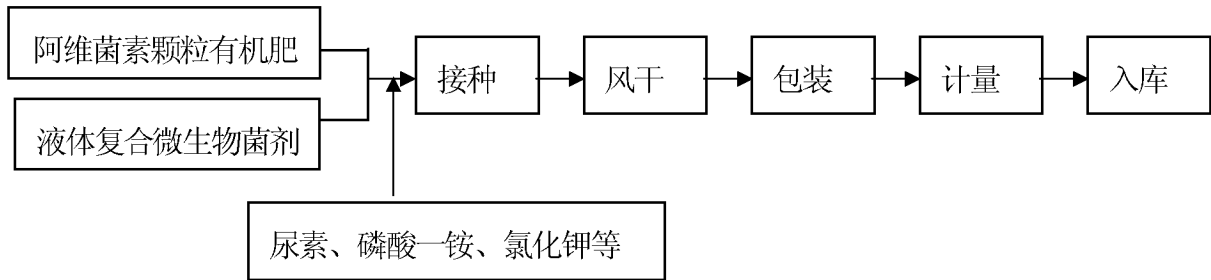 阿维菌素颗粒有机肥
液体复合微生物菌剂
接种
风干
包装
计量
入库
尿素、磷酸一铵、氯化钾等